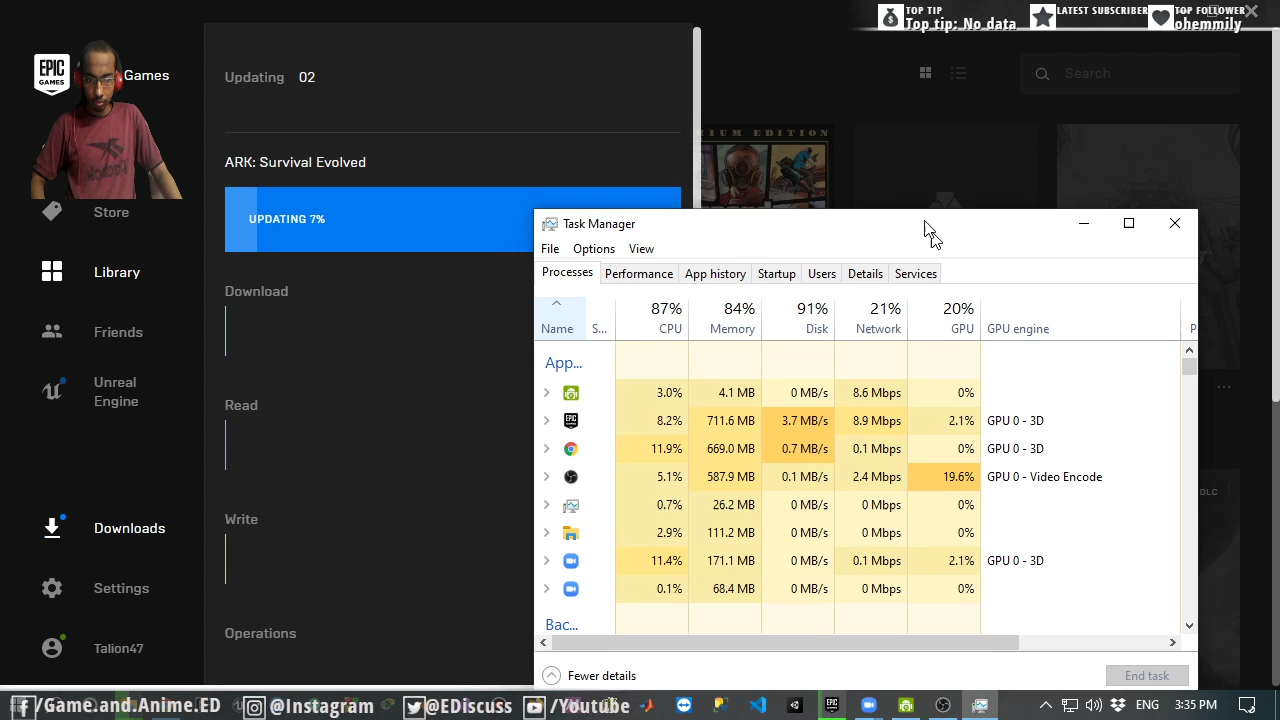 TOP TIP
Top tip: No data
LATEST SUBSCRIBER
TOP FOLLOWER
ohemmily
EPIC
GAMES
Games
Store
Library
Friends
Unreal
Engine
Downloads
Settings
Talion47
Updating 02
ARK: Survival Evolved
UPDATING 7%
Download
Read
Write
Operations
Search
MIUM EDITION
DLC
Task Manager
File Options View
Processes Performance App history Startup Users Details Services
87% 84% 91% 21% 20%
Name S... CPU Memory Disk Network GPU GPU engine P
App...
3.0% 4.1 MB 0 MB/s 8.6 Mbps 0%
8.2% 711.6 MB 3.7 MB/s 8.9 Mbps 2.1% GPU 0 - 3D
11.9% 669.0 MB 0.7 MB/s 0.1 Mbps 0% GPU 0 - 3D
5.1% 587.9 MB 0.1 MB/s 2.4 Mbps 19.6% GPU 0 - Video Encode
0.7% 26.2 MB 0 MB/s 0 Mbps 0%
2.9% 111.2 MB 0 MB/s 0 Mbps 0%
11.4% 171.1 MB 0 MB/s 0.1 Mbps 2.1% GPU 0 - 3D
0.1% 68.4 MB 0 MB/s 0 Mbps 0%
Bac...
Fewer details
End task
/Game.and.Anime.ED @Instagram @EDiscuss /Youtube
ENG 3:35 PM